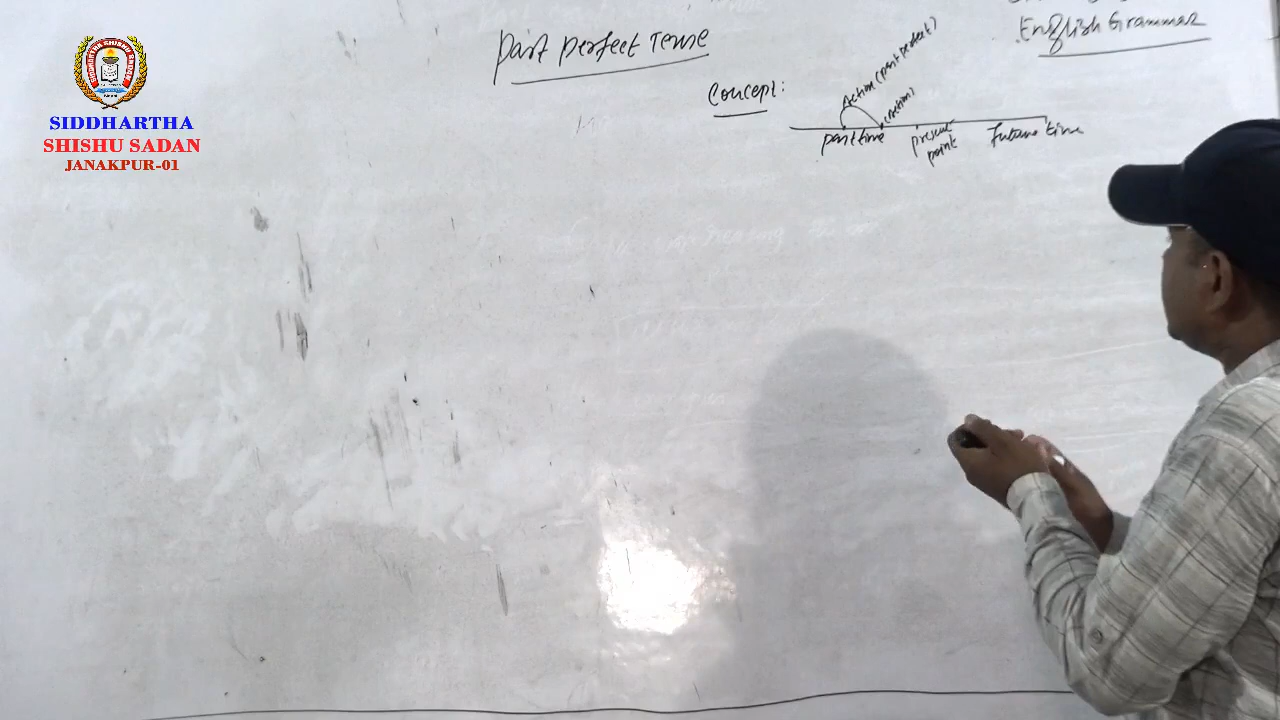 English Grammar
Past perfect Tense
Concept:
Action (past perfect)
(Action)
past time
present
point
Future time
SIDDHARTHA
SHISHU SADAN
JANAKPUR-01